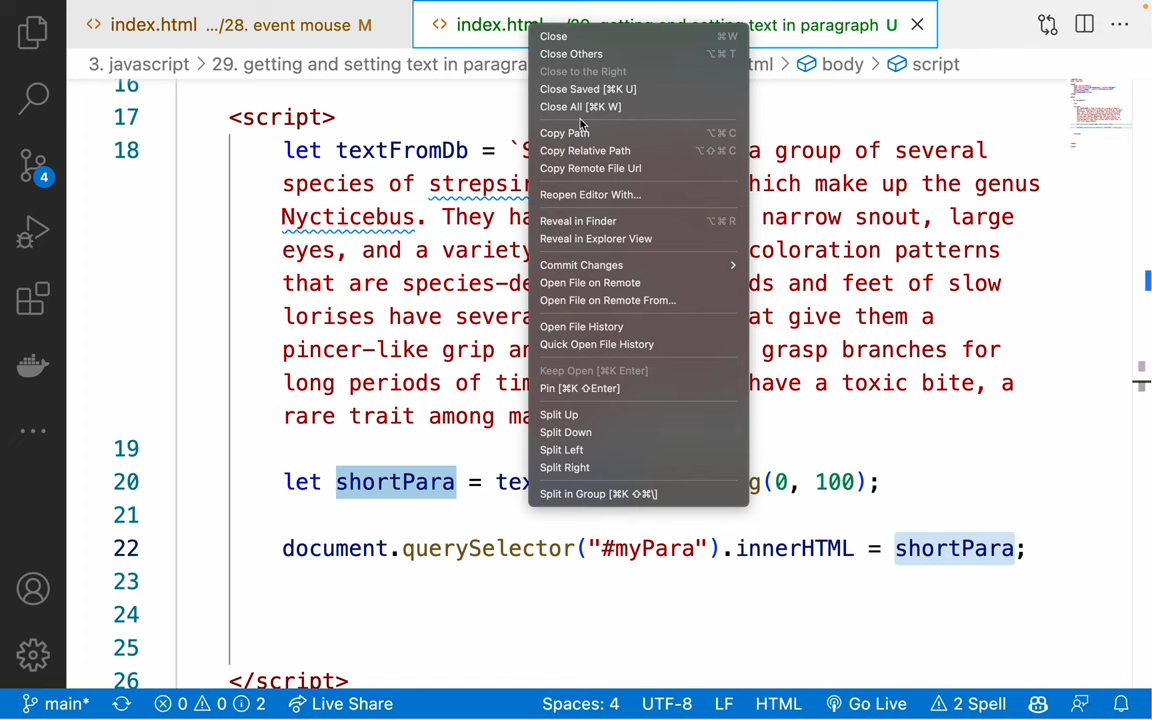 index.html .../28. event mouse M
index.html .../29. getting and setting text in paragraph U
3. javascript > 29. getting and setting text in paragra
tml > body > script
16
17 <script>
18 let textFromDb = `S a group of several
species of strepsir hich make up the genus
Nycticebus. They ha narrow snout, large
eyes, and a variety coloration patterns
that are species-de ds and feet of slow
lorises have severa at give them a
pincer-like grip an grasp branches for
long periods of tim have a toxic bite, a
rare trait among ma
19
20 let shortPara = tex g(0, 100);
21
22 document.querySelector("#myPara").innerHTML = shortPara;
23
24
25
26 </script>
Close ⌘W
Close Others ⌥⌘T
Close to the Right
Close Saved [⌘K U]
Close All [⌘K W]
Copy Path ⌥⌘C
Copy Relative Path ⌥⇧⌘C
Copy Remote File Url
Reopen Editor With...
Reveal in Finder ⌥⌘R
Reveal in Explorer View
Commit Changes >
Open File on Remote
Open File on Remote From...
Open File History
Quick Open File History
Keep Open [⌘K Enter]
Pin [⌘K ⇧Enter]
Split Up
Split Down
Split Left
Split Right
Split in Group [⌘K ⇧⌘\]
4
main* 0 0 2 Live Share Spaces: 4 UTF-8 LF HTML Go Live 2 Spell